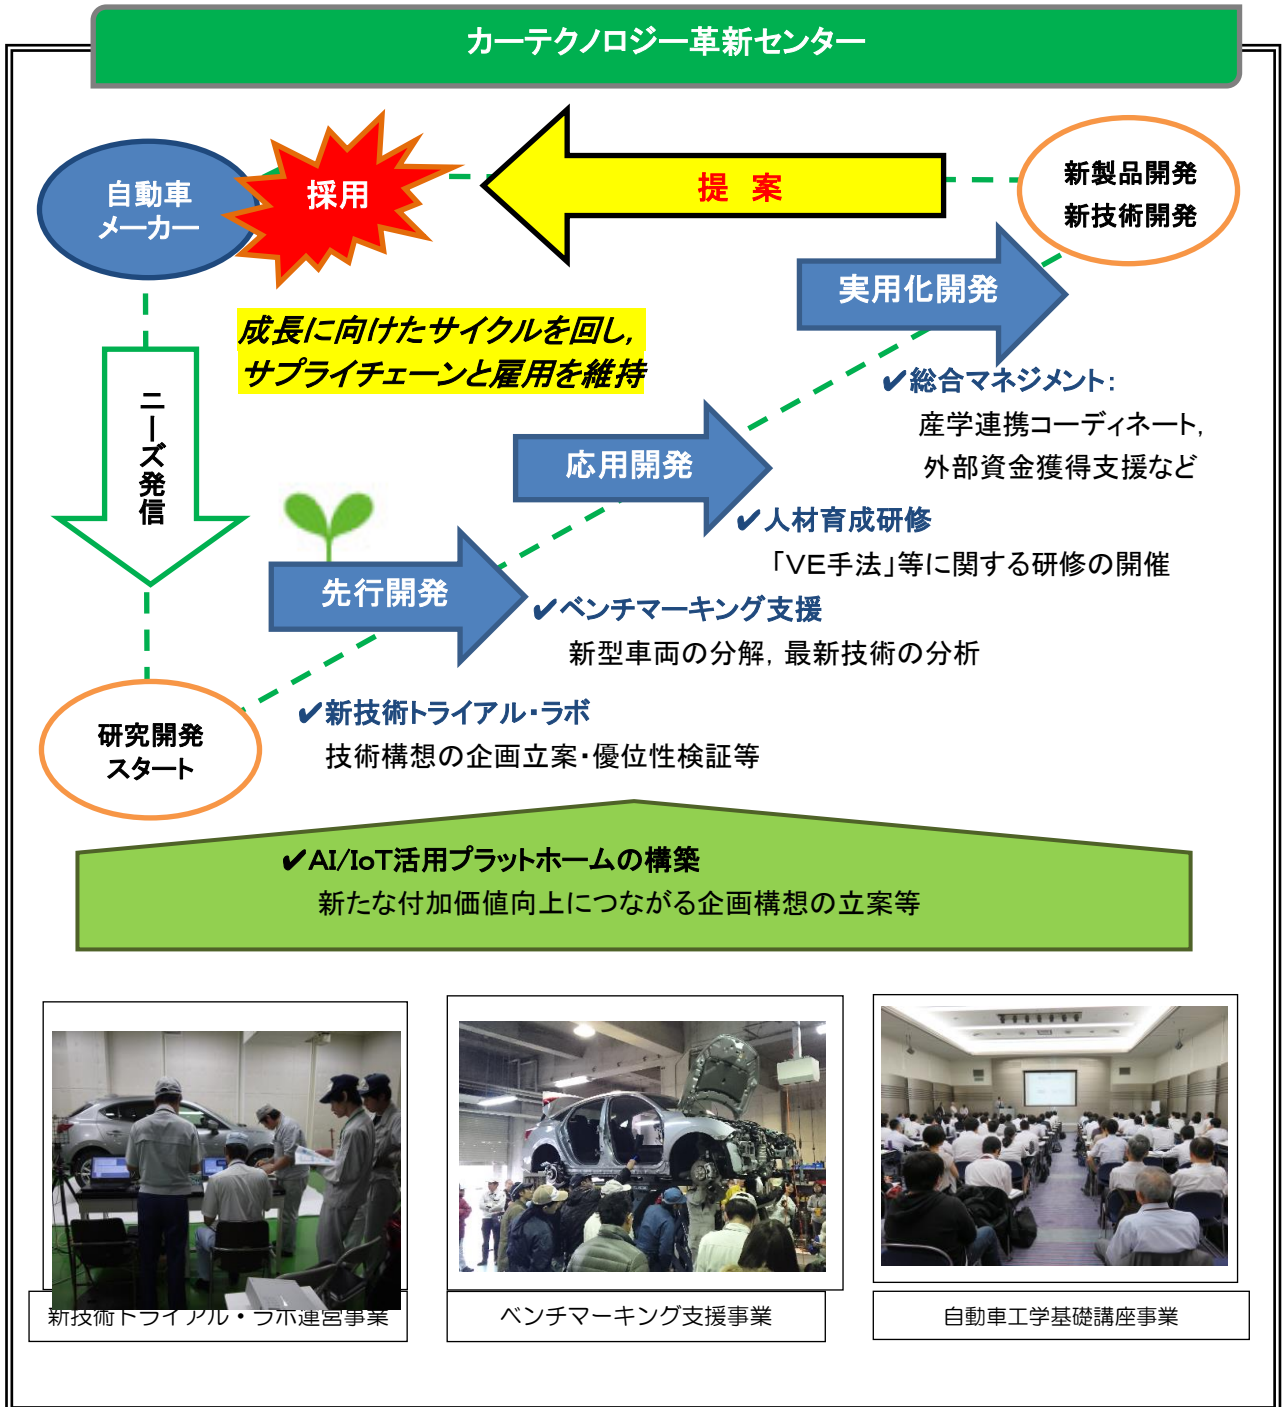 カーテクノロジー革新センター
自動車
メーカー
採用
提 案
新製品開発
新技術開発
実用化開発
成長に向けたサイクルを回し,
サプライチェーンと雇用を維持
ニーズ発信
✔総合マネジメント:
産学連携コーディネート,
外部資金獲得支援など
応用開発
✔人材育成研修
「VE手法」等に関する研修の開催
先行開発
✔ベンチマーキング支援
新型車両の分解, 最新技術の分析
✔新技術トライアル・ラボ
技術構想の企画立案・優位性検証等
研究開発
スタート
✔AI/IoT活用プラットホームの構築
新たな付加価値向上につながる企画構想の立案等
新技術トライアル・ラボ運営事業
ベンチマーキング支援事業
自動車工学基礎講座事業